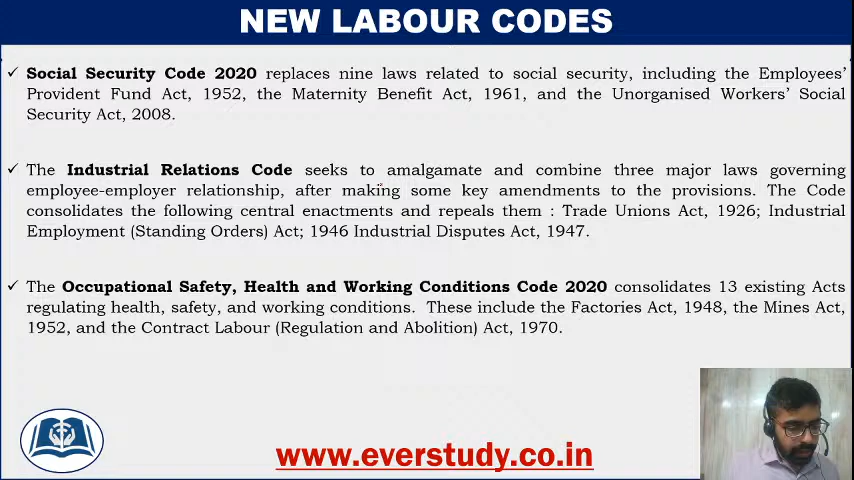 NEW LABOUR CODES
✓ Social Security Code 2020 replaces nine laws related to social security, including the Employees’
Provident Fund Act, 1952, the Maternity Benefit Act, 1961, and the Unorganised Workers’ Social
Security Act, 2008.
✓ The Industrial Relations Code seeks to amalgamate and combine three major laws governing
employee-employer relationship, after making some key amendments to the provisions. The Code
consolidates the following central enactments and repeals them : Trade Unions Act, 1926; Industrial
Employment (Standing Orders) Act; 1946 Industrial Disputes Act, 1947.
✓ The Occupational Safety, Health and Working Conditions Code 2020 consolidates 13 existing Acts
regulating health, safety, and working conditions. These include the Factories Act, 1948, the Mines Act,
1952, and the Contract Labour (Regulation and Abolition) Act, 1970.
www.everstudy.co.in